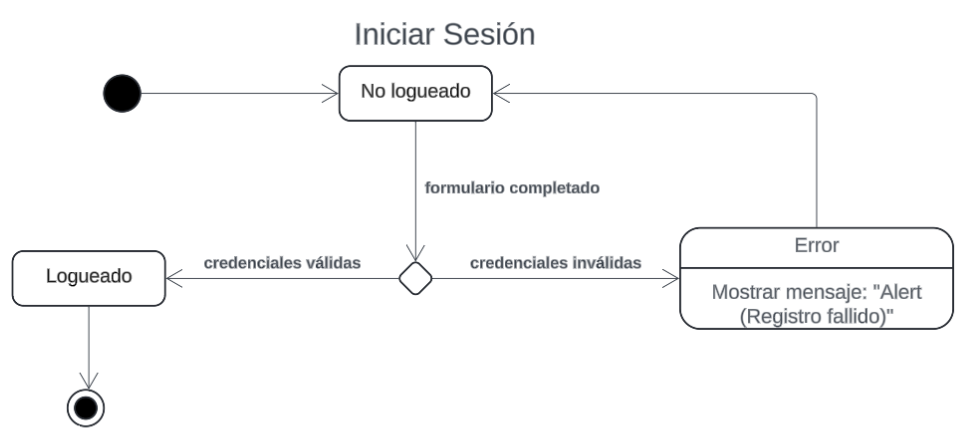 Iniciar Sesión
No logueado
formulario completado
credenciales válidas
credenciales inválidas
Logueado
Error
Mostrar mensaje: "Alert
(Registro fallido)"